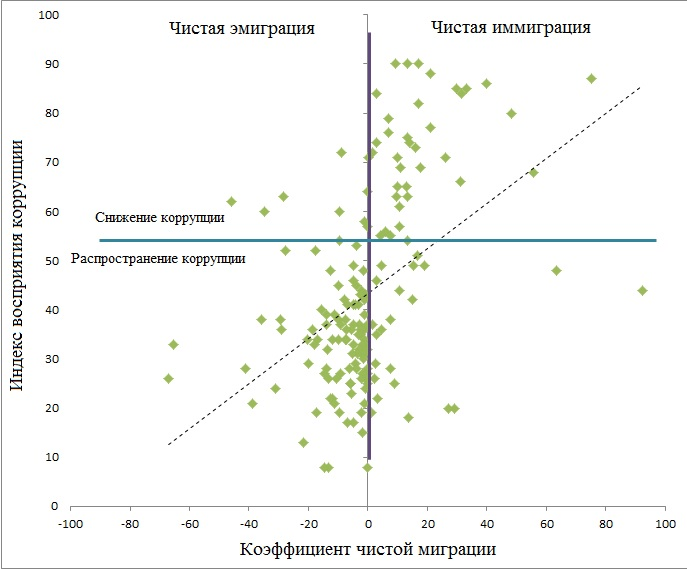 Чистая эмиграция
Чистая иммиграция
100
90
80
70
60
50
40
30
20
10
0
Индекс восприятия коррупции
Снижение коррупции
Распространение коррупции
-100 -80 -60 -40 -20 0 20 40 60 80 100
Коэффициент чистой миграции